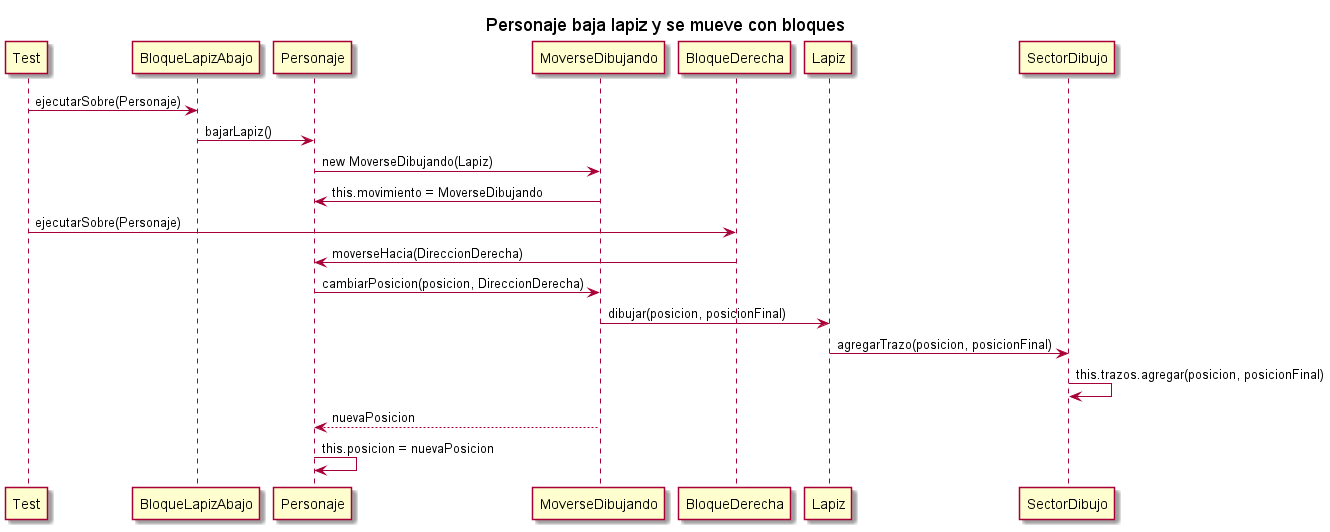 Personaje baja lapiz y se mueve con bloques
Test BloqueLapizAbajo Personaje MoverseDibujando BloqueDerecha Lapiz SectorDibujo
ejecutarSobre(Personaje)
bajarLapiz()
new MoverseDibujando(Lapiz)
this.movimiento = MoverseDibujando
ejecutarSobre(Personaje)
moverseHacia(DireccionDerecha)
cambiarPosicion(posicion, DireccionDerecha)
dibujar(posicion, posicionFinal)
agregarTrazo(posicion, posicionFinal)
this.trazos.agregar(posicion, posicionFinal)
nuevaPosicion
this.posicion = nuevaPosicion
Test BloqueLapizAbajo Personaje MoverseDibujando BloqueDerecha Lapiz SectorDibujo